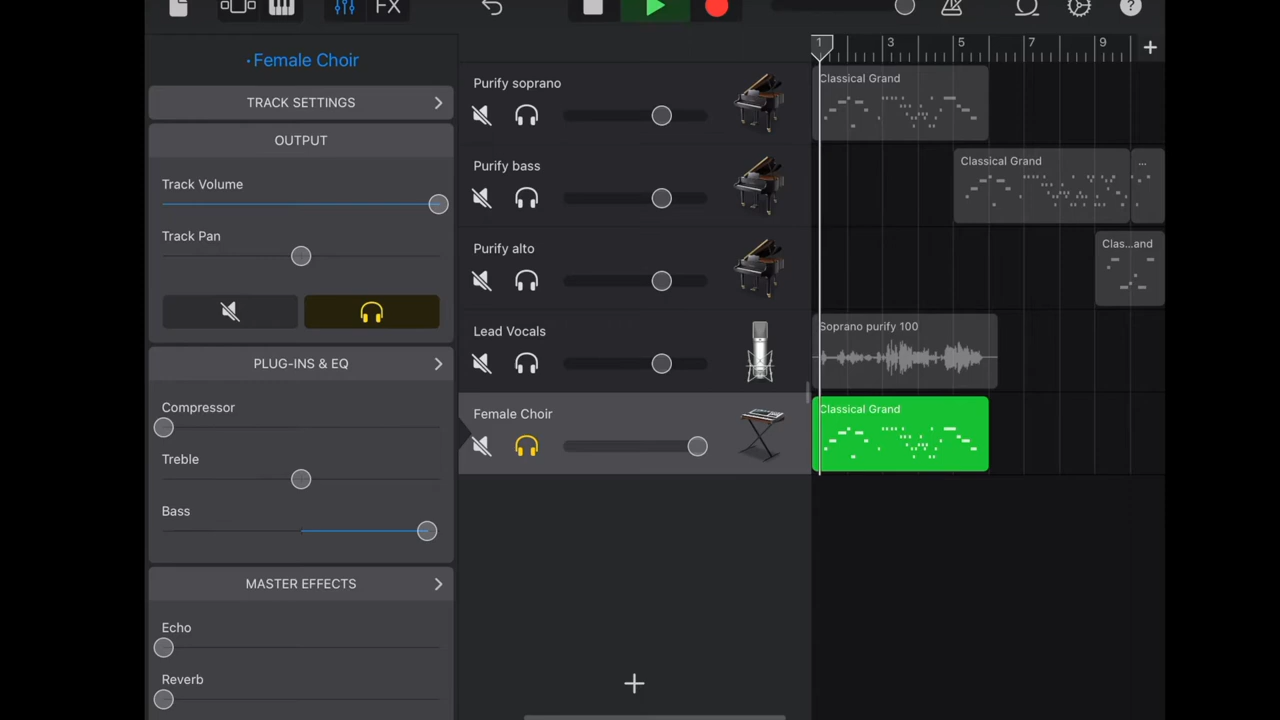 FX
?
Female Choir
TRACK SETTINGS
OUTPUT
Track Volume
Track Pan
PLUG-INS & EQ
Compressor
Treble
Bass
MASTER EFFECTS
Echo
Reverb
Purify soprano
Purify bass
Purify alto
Lead Vocals
Female Choir
+
1
3
5
7
9
+
Classical Grand
Classical Grand
...
Clas...and
Soprano purify 100
Classical Grand